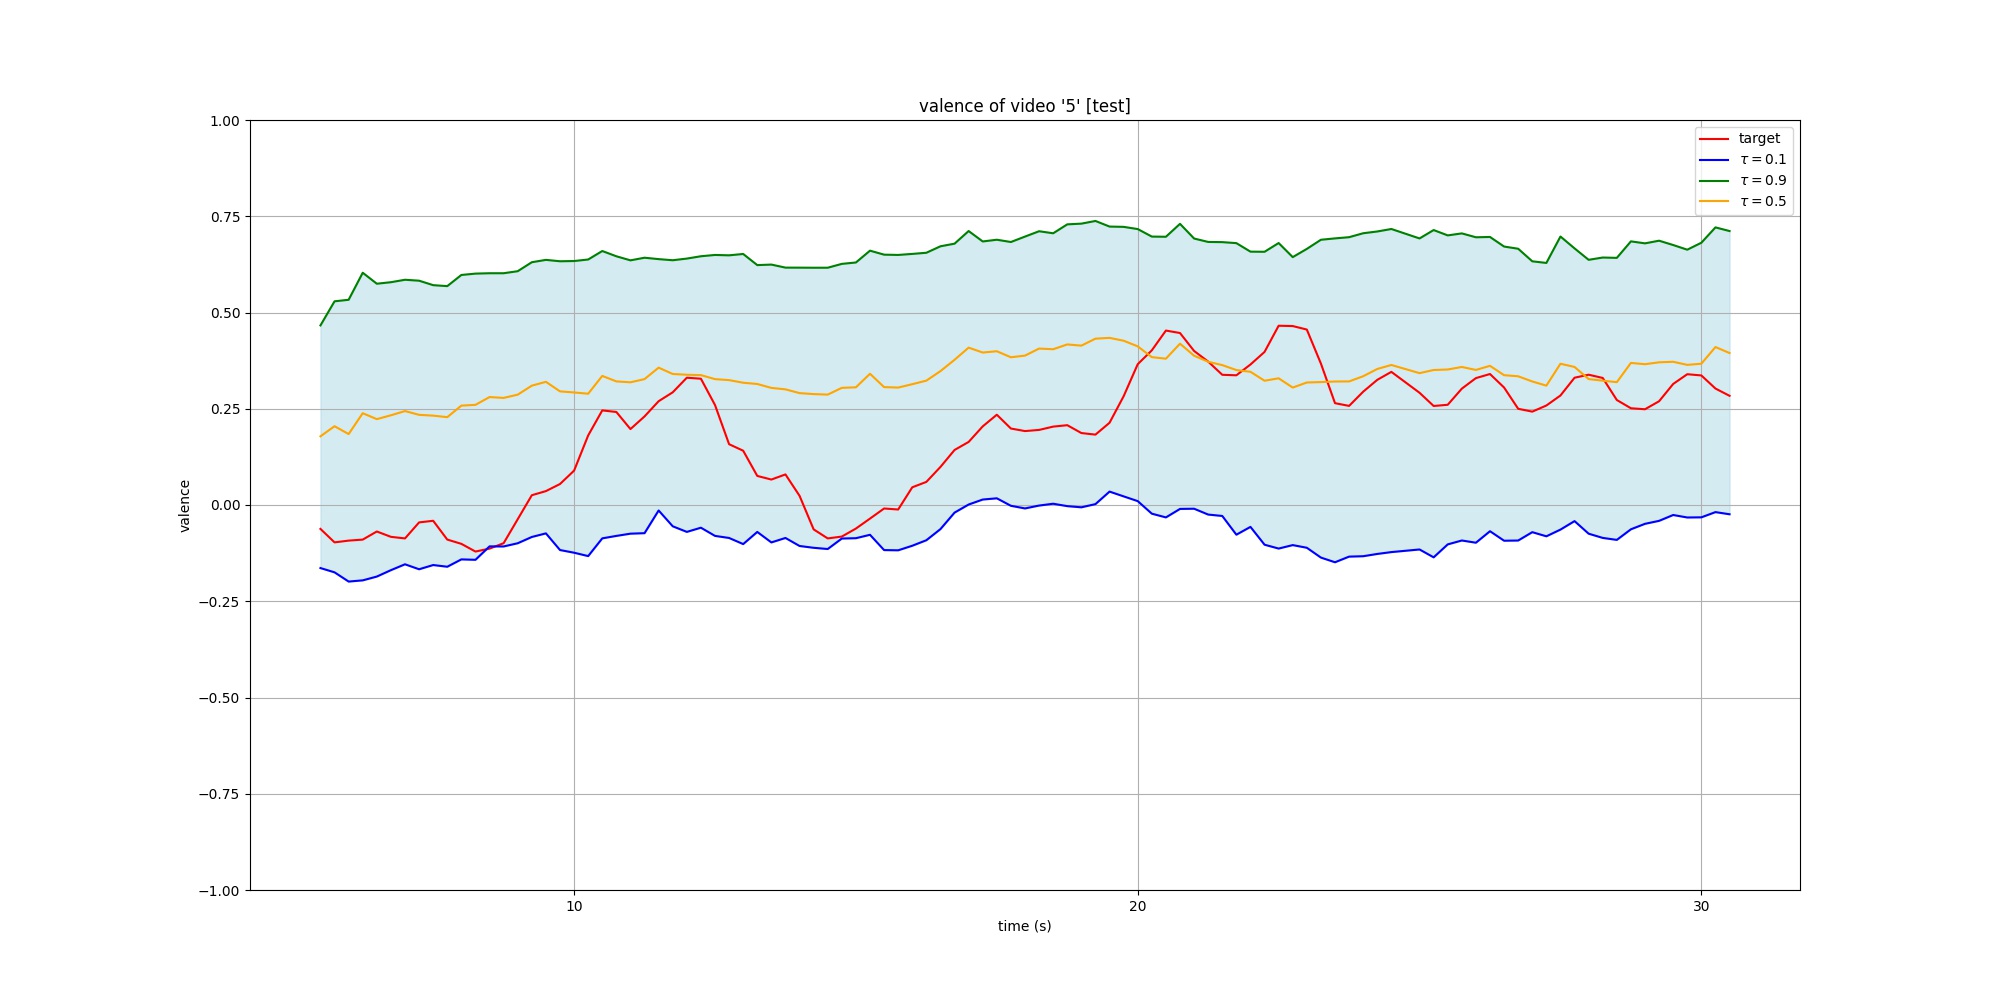 valence of video '5' [test]
target
τ = 0.1
τ = 0.9
τ = 0.5
1.00
0.75
0.50
0.25
0.00
−0.25
−0.50
−0.75
−1.00
valence
10
20
30
time (s)